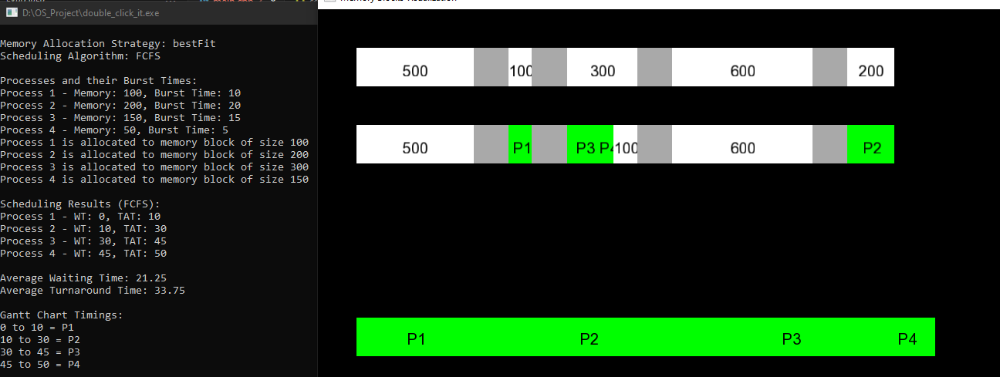 D:\OS_Project\double_click_it.exe
Memory Allocation Strategy: bestFit
Scheduling Algorithm: FCFS
Processes and their Burst Times:
Process 1 - Memory: 100, Burst Time: 10
Process 2 - Memory: 200, Burst Time: 20
Process 3 - Memory: 150, Burst Time: 15
Process 4 - Memory: 50, Burst Time: 5
Process 1 is allocated to memory block of size 100
Process 2 is allocated to memory block of size 200
Process 3 is allocated to memory block of size 300
Process 4 is allocated to memory block of size 150
Scheduling Results (FCFS):
Process 1 - WT: 0, TAT: 10
Process 2 - WT: 10, TAT: 30
Process 3 - WT: 30, TAT: 45
Process 4 - WT: 45, TAT: 50
Average Waiting Time: 21.25
Average Turnaround Time: 33.75
Gantt Chart Timings:
0 to 10 = P1
10 to 30 = P2
30 to 45 = P3
45 to 50 = P4
500 100 300 600 200
500 P1 P3 P4 100 600 P2
P1 P2 P3 P4